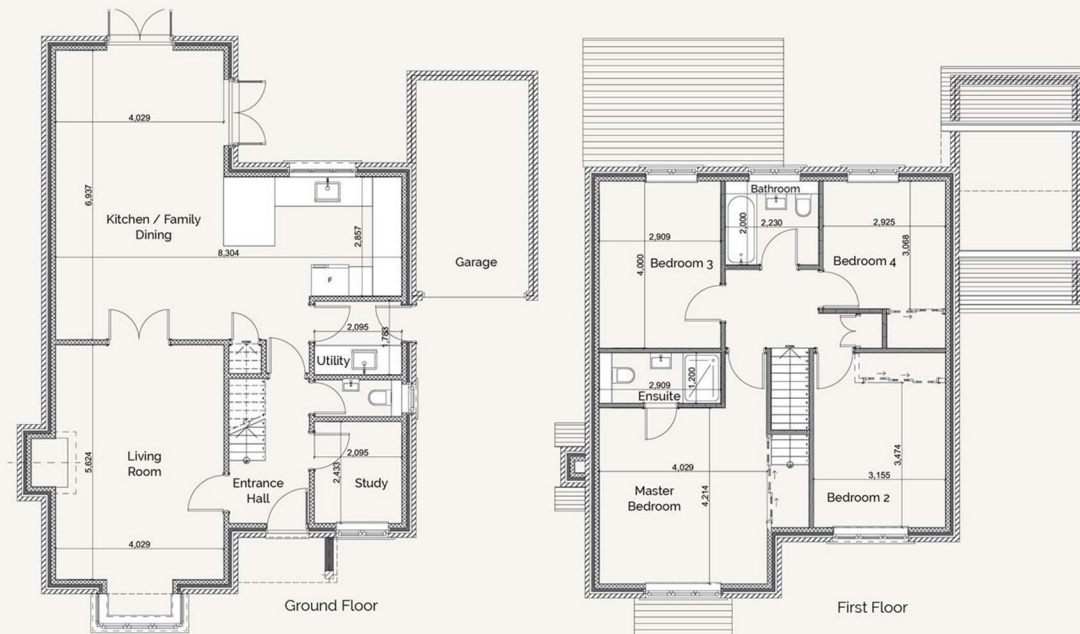 4,029
6,937
Kitchen / Family
Dining
8,304
2,857
F
Garage
2,095
1,783
Utility
Living
Room
5,624
Entrance
Hall
2,095
2,433
Study
4,029
Ground Floor
Bathroom
2,000
2,230
2,909
4,000
Bedroom 3
2,925
3,068
Bedroom 4
2,909
1,200
Ensuite
4,029
4,214
Master
Bedroom
3,474
3,155
Bedroom 2
First Floor